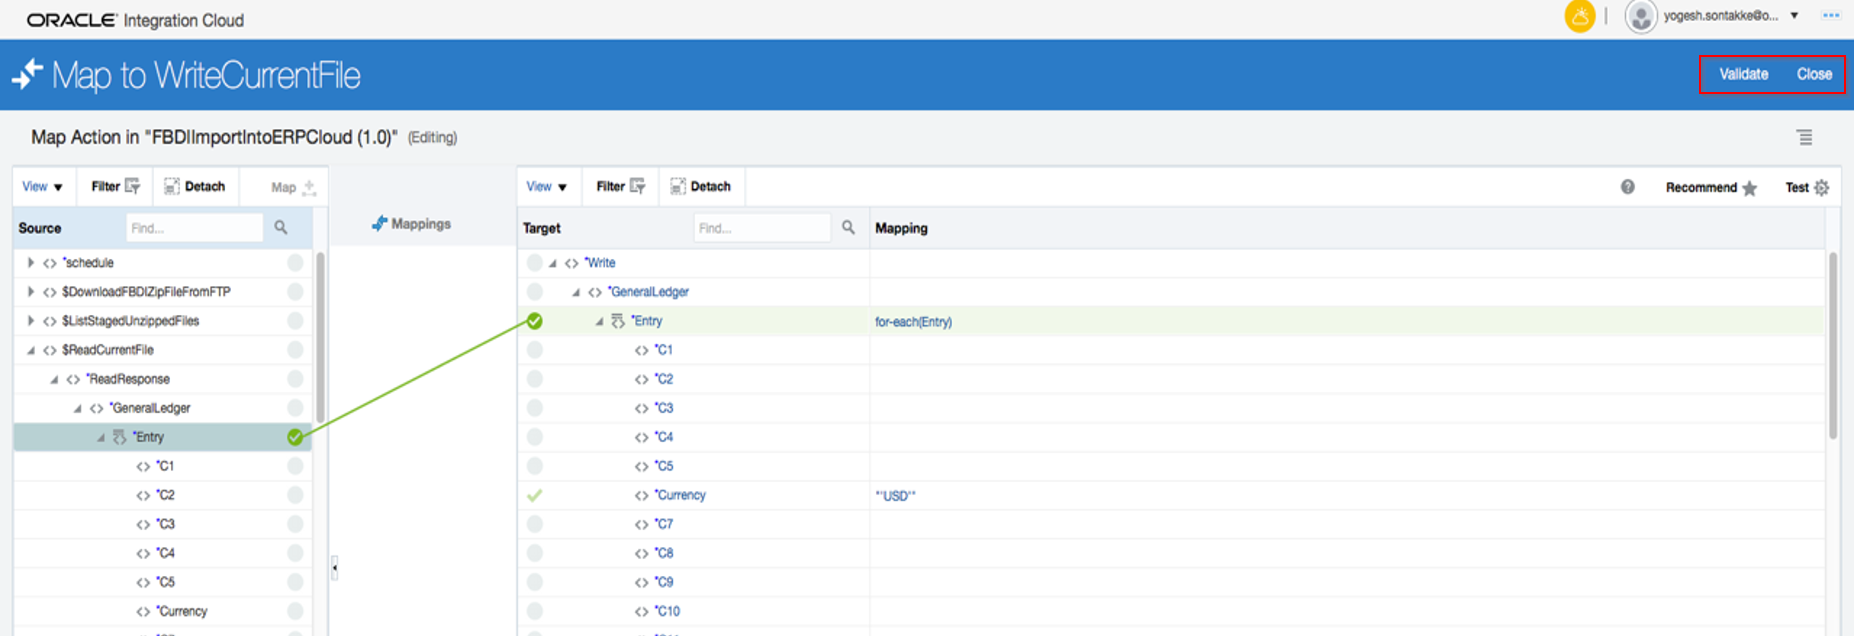 ORACLE® Integration Cloud
yogesh.sontakke@o... ▼
Map to WriteCurrentFile
Validate Close
Map Action in "FBDIImportIntoERPCloud (1.0)" (Editing)
View ▼ Filter Detach Map
View ▼ Filter Detach
? Recommend Test
Source Find...
Mappings
Target Find... Mapping
<> *schedule
<> $DownloadFBDIZipFileFromFTP
<> $ListStagedUnzippedFiles
<> $ReadCurrentFile
<> *ReadResponse
<> *GeneralLedger
*Entry
<> *C1
<> *C2
<> *C3
<> *C4
<> *C5
<> *Currency
<> *Write
<> *GeneralLedger
*Entry for-each(Entry)
<> *C1
<> *C2
<> *C3
<> *C4
<> *C5
<> *Currency "'USD'"
<> *C7
<> *C8
<> *C9
<> *C10